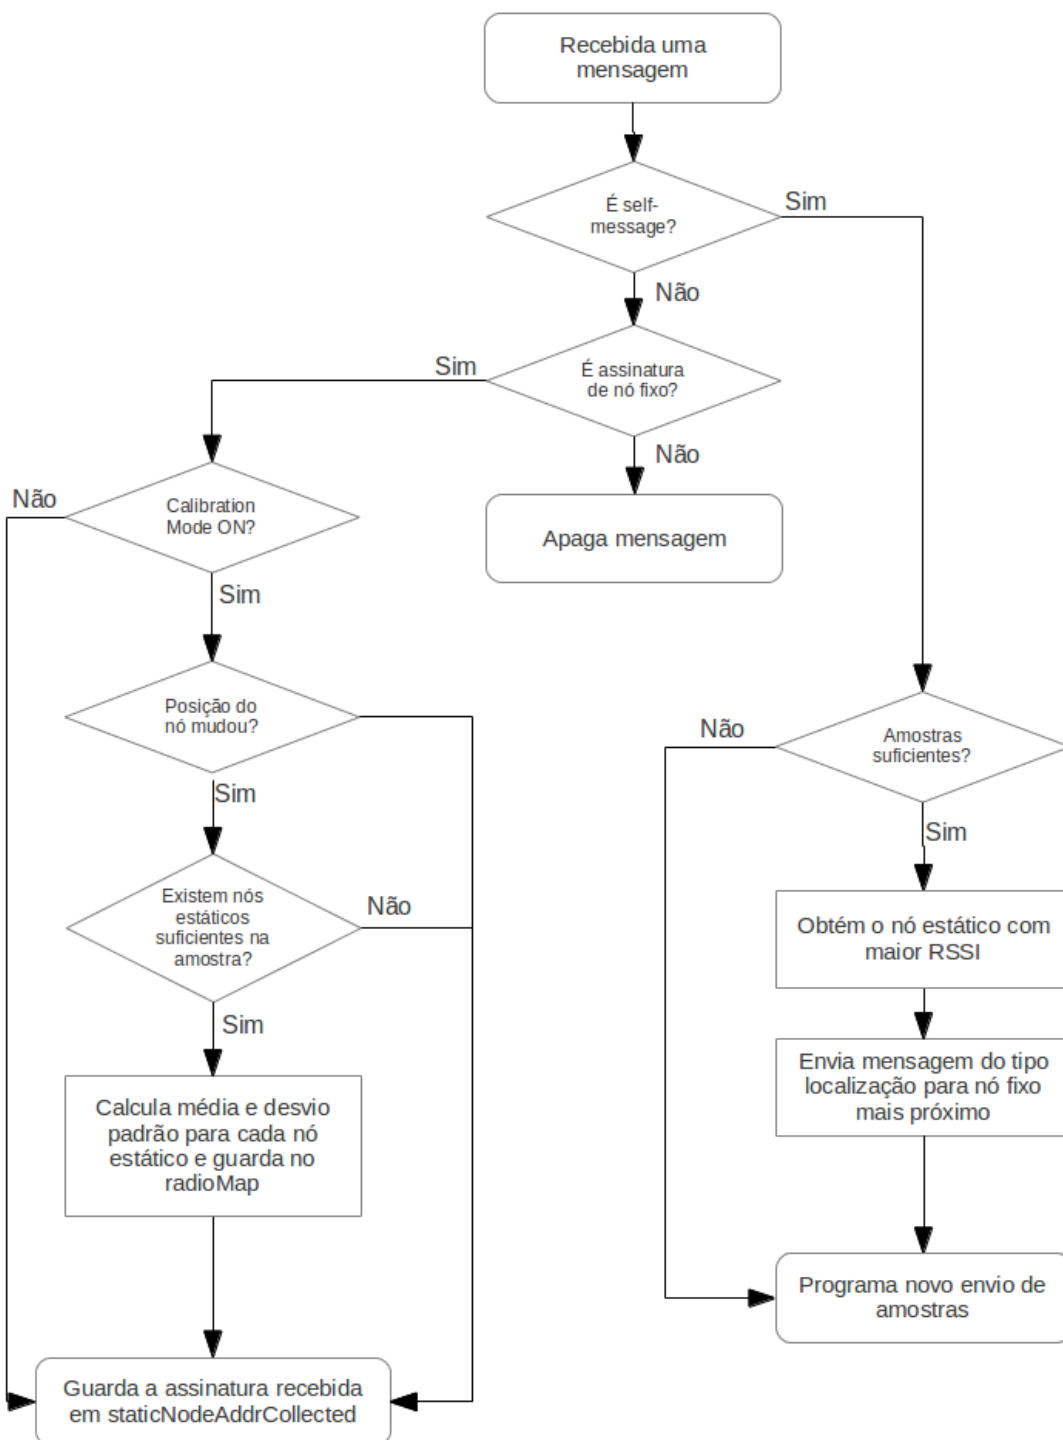 Recebida uma
mensagem
É self-
message?
Sim
Não
É assinatura
de nó fixo?
Sim
Não
Apaga mensagem
Calibration
Mode ON?
Não
Sim
Posição do
nó mudou?
Sim
Existem nós
estáticos
suficientes na
amostra?
Não
Sim
Calcula média e desvio
padrão para cada nó
estático e guarda no
radioMap
Guarda a assinatura recebida
em staticNodeAddrCollected
Amostras
suficientes?
Não
Sim
Obtém o nó estático com
maior RSSI
Envia mensagem do tipo
localização para nó fixo
mais próximo
Programa novo envio de
amostras